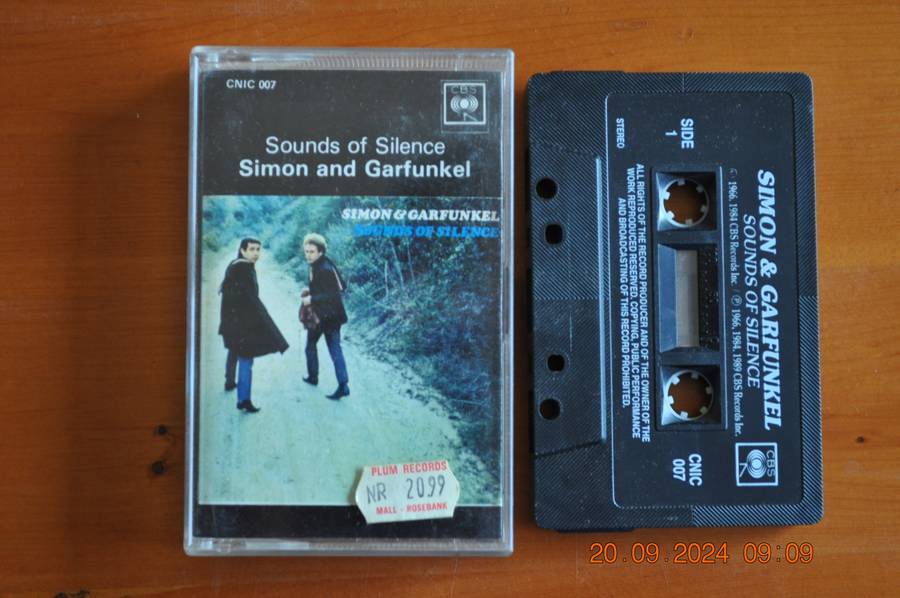 CNIC 007
CBS
Sounds of Silence
Simon and Garfunkel
SIMON & GARFUNKEL
SOUNDS OF SILENCE
PLUM RECORDS
NR 20.99
MALL - ROSEBANK
SIMON & GARFUNKEL
SOUNDS OF SILENCE
© 1966, 1984 CBS Records Inc. / ℗ 1966, 1984, 1989 CBS Records Inc.
SIDE
1
CNIC
007
CBS
ALL RIGHTS OF THE RECORD PRODUCER AND OF THE OWNER OF THE
WORK REPRODUCED RESERVED. COPYING, PUBLIC PERFORMANCE
AND BROADCASTING OF THIS RECORD PROHIBITED.
STEREO
20.09.2024 09:09